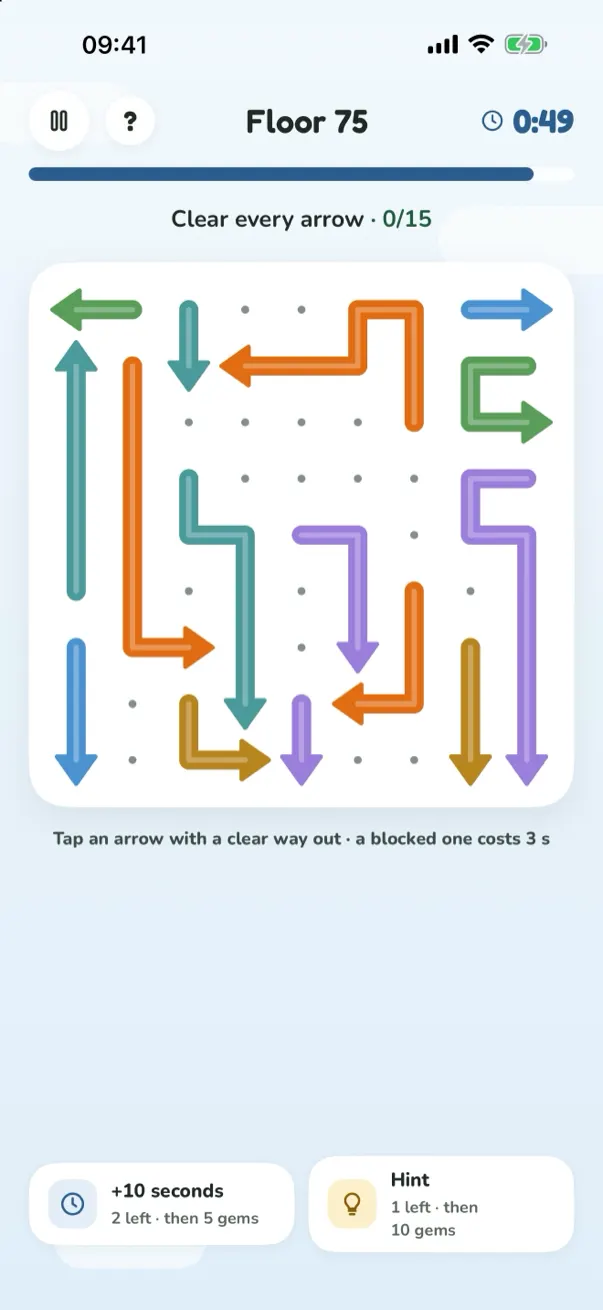 09:41
?
Floor 75
0:49
Clear every arrow · 0/15
Tap an arrow with a clear way out · a blocked one costs 3 s
+10 seconds
2 left · then 5 gems
Hint
1 left · then
10 gems